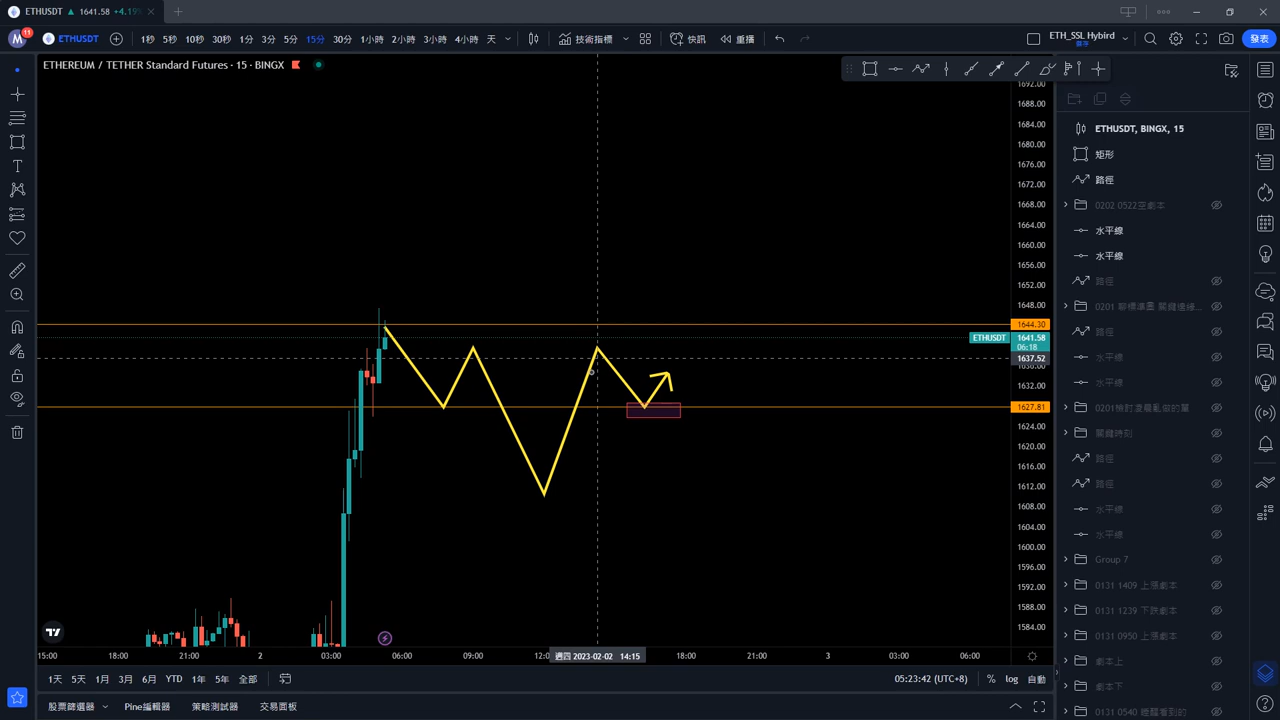 ETHUSDT ▲ 1641.58 +4.19%
M 11
ETHUSDT
1秒 5秒 10秒 30秒 1分 3分 5分 15分 30分 1小時 2小時 3小時 4小時 天
技術指標
快訊
重播
ETH_SSL Hybird
儲存
發表
ETHEREUM / TETHER Standard Futures · 15 · BINGX
1692.00
1688.00
1684.00
1680.00
1676.00
1672.00
1668.00
1664.00
1660.00
1656.00
1652.00
1648.00
1644.30
ETHUSDT 1641.58
06:18
1637.52
1636.00
1632.00
1627.81
1624.00
1620.00
1616.00
1612.00
1608.00
1604.00
1600.00
1596.00
1592.00
1588.00
1584.00
15:00 18:00 21:00 2 03:00 06:00 09:00 12:0 週四 2023-02-02 14:15 18:00 21:00 3 03:00 06:00
1天 5天 1月 3月 6月 YTD 1年 5年 全部
05:23:42 (UTC+8) % log 自動
股票篩選器 Pine編輯器 策略測試器 交易面板
ETHUSDT, BINGX, 15
矩形
路徑
0202 0522空劇本
水平線
水平線
路徑
0201 聊標準圖 關鍵連線...
路徑
水平線
水平線
0201檢討凌晨亂做的單
關鍵時刻
路徑
路徑
水平線
水平線
Group 7
0131 1409 上漲劇本
0131 1239 下跌劇本
0131 0950 上漲劇本
劇本上
劇本下